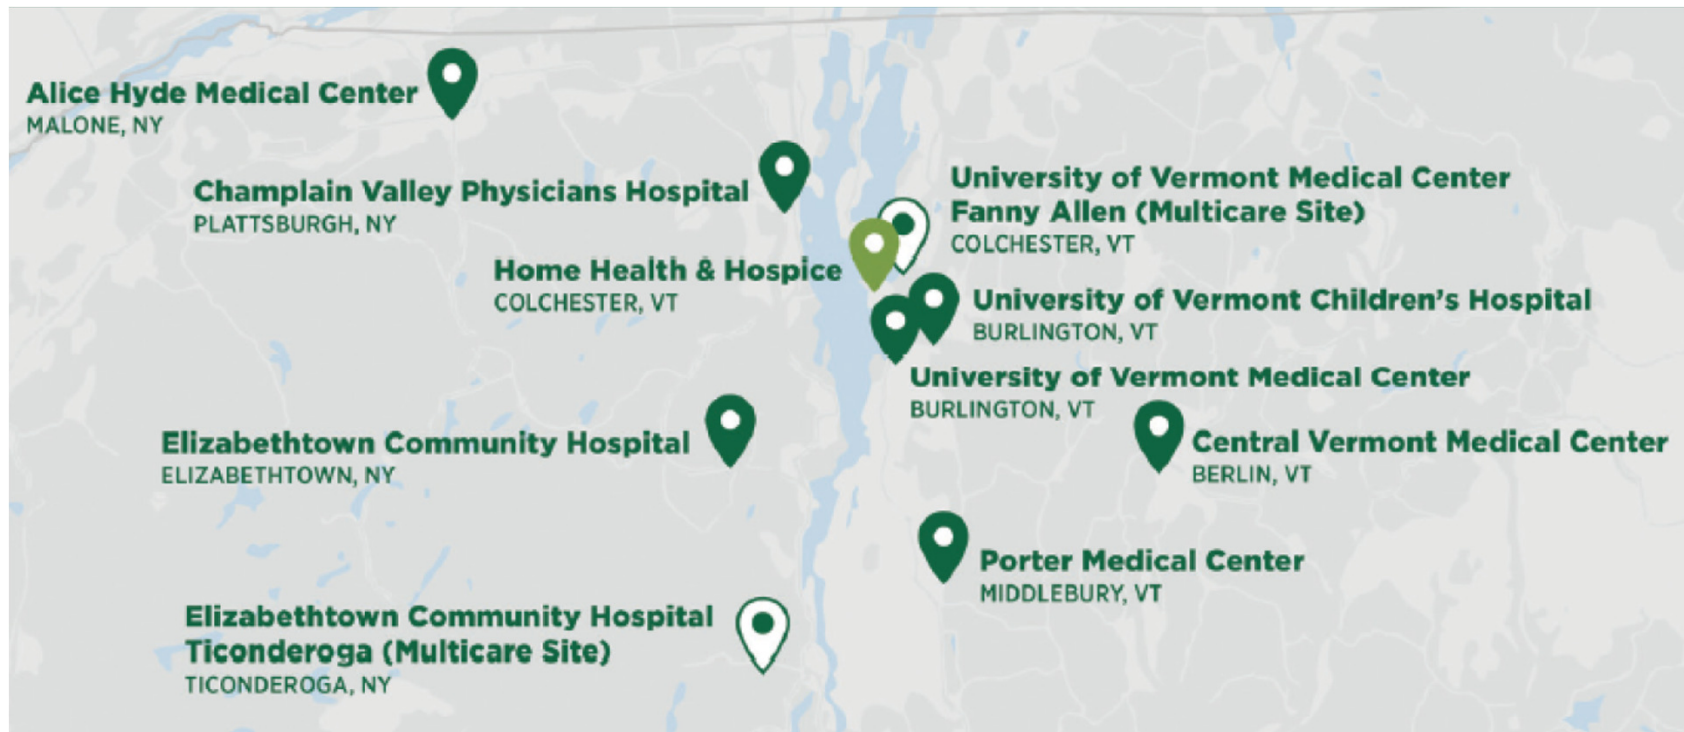 Alice Hyde Medical Center
MALONE, NY
Champlain Valley Physicians Hospital
PLATTSBURGH, NY
University of Vermont Medical Center
Fanny Allen (Multicare Site)
COLCHESTER, VT
Home Health & Hospice
COLCHESTER, VT
University of Vermont Children's Hospital
BURLINGTON, VT
University of Vermont Medical Center
BURLINGTON, VT
Elizabethtown Community Hospital
ELIZABETHTOWN, NY
Central Vermont Medical Center
BERLIN, VT
Porter Medical Center
MIDDLEBURY, VT
Elizabethtown Community Hospital
Ticonderoga (Multicare Site)
TICONDEROGA, NY